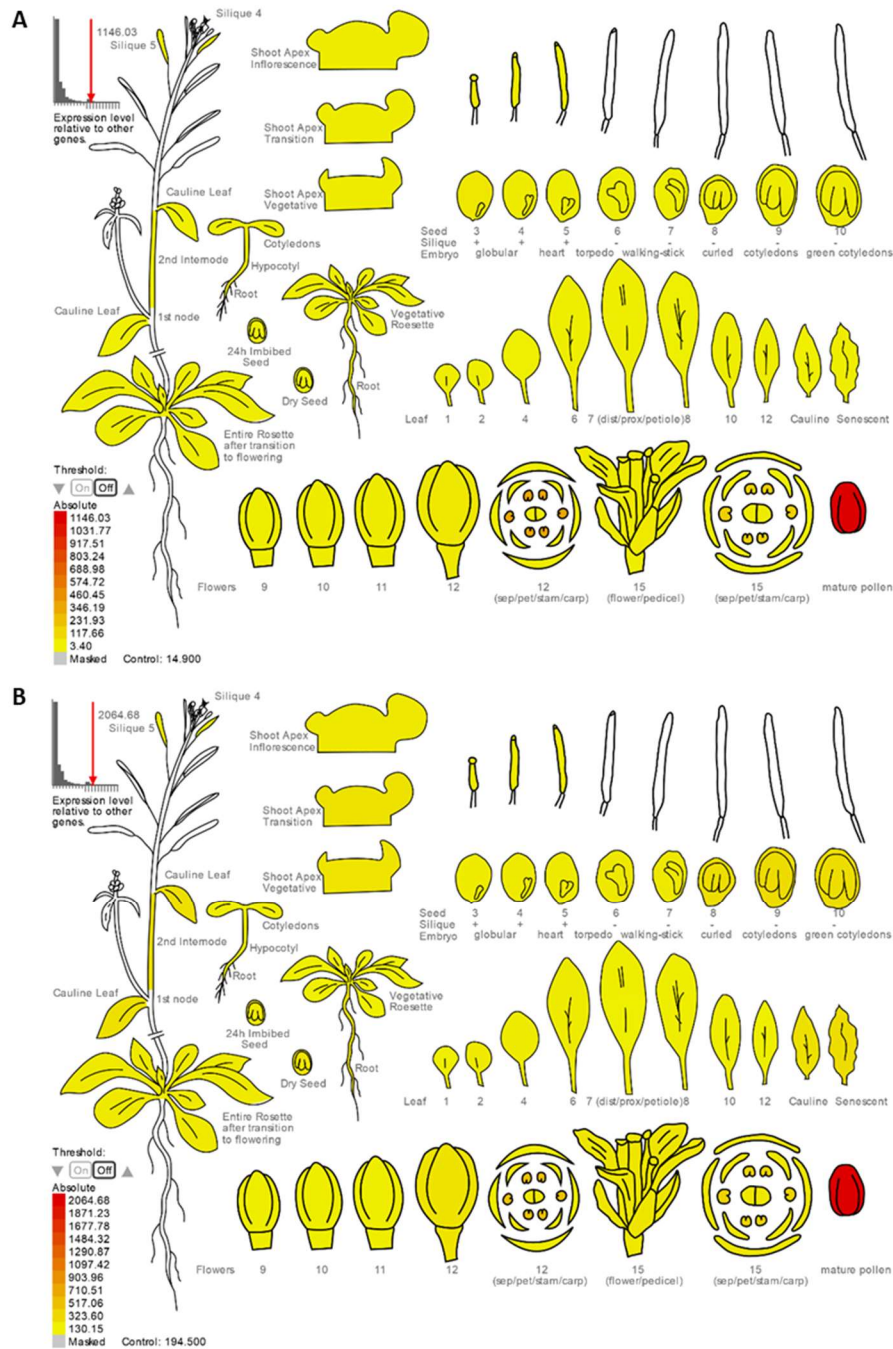 A
Silique 4
1146.03
Silique 5
Expression level
relative to other
genes.
Shoot Apex
Inflorescence
Shoot Apex
Transition
Shoot Apex
Vegetative
Cauline Leaf
2nd Internode
Cotyledons
Hypocotyl
Root
Cauline Leaf
1st node
24h Imbibed
Seed
Dry Seed
Vegetative
Roesette
Root
Entire Rosette
after transition
to flowering
Seed 3 4 5 6 7 8 9 10
Silique + + + - - - - -
Embryo globular heart torpedo walking-stick curled cotyledons green cotyledons
Leaf 1 2 4 6 7 (dist/prox/petiole)8 10 12 Cauline Senescent
Threshold:
On Off
Absolute
1146.03
1031.77
917.51
803.24
688.98
574.72
460.45
346.19
231.93
117.66
3.40
Masked Control: 14.900
Flowers 9 10 11 12 12 15 15 mature pollen
(sep/pet/stam/carp) (flower/pedicel) (sep/pet/stam/carp)
B
Silique 4
2064.68
Silique 5
Expression level
relative to other
genes.
Shoot Apex
Inflorescence
Shoot Apex
Transition
Shoot Apex
Vegetative
Cauline Leaf
2nd Internode
Cotyledons
Hypocotyl
Root
Cauline Leaf
1st node
24h Imbibed
Seed
Dry Seed
Vegetative
Roesette
Root
Entire Rosette
after transition
to flowering
Seed 3 4 5 6 7 8 9 10
Silique + + + - - - - -
Embryo globular heart torpedo walking-stick curled cotyledons green cotyledons
Leaf 1 2 4 6 7 (dist/prox/petiole)8 10 12 Cauline Senescent
Threshold:
On Off
Absolute
2064.68
1871.23
1677.78
1484.32
1290.87
1097.42
903.96
710.51
517.06
323.60
130.15
Masked Control: 194.500
Flowers 9 10 11 12 12 15 15 mature pollen
(sep/pet/stam/carp) (flower/pedicel) (sep/pet/stam/carp)